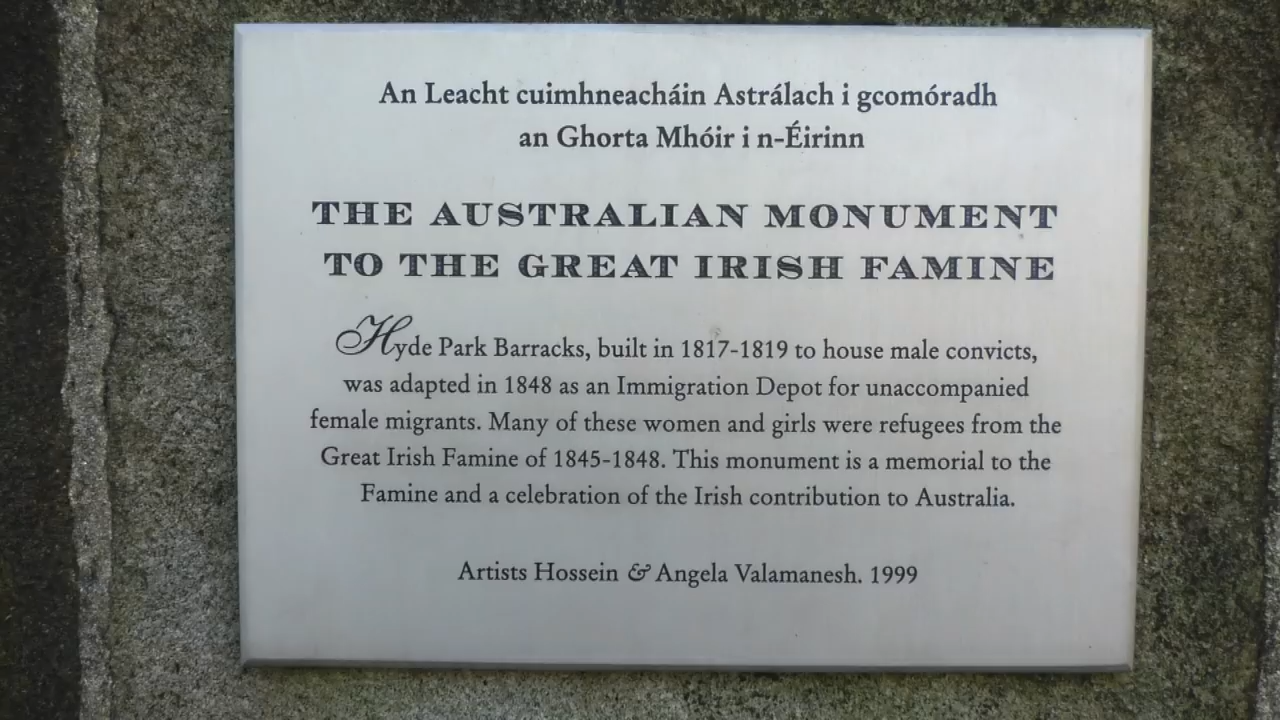 An Leacht cuimhneacháin Astrálach i gcomóradh
an Ghorta Mhóir i n-Éirinn
THE AUSTRALIAN MONUMENT
TO THE GREAT IRISH FAMINE
Hyde Park Barracks, built in 1817-1819 to house male convicts,
was adapted in 1848 as an Immigration Depot for unaccompanied
female migrants. Many of these women and girls were refugees from the
Great Irish Famine of 1845-1848. This monument is a memorial to the
Famine and a celebration of the Irish contribution to Australia.
Artists Hossein & Angela Valamanesh. 1999